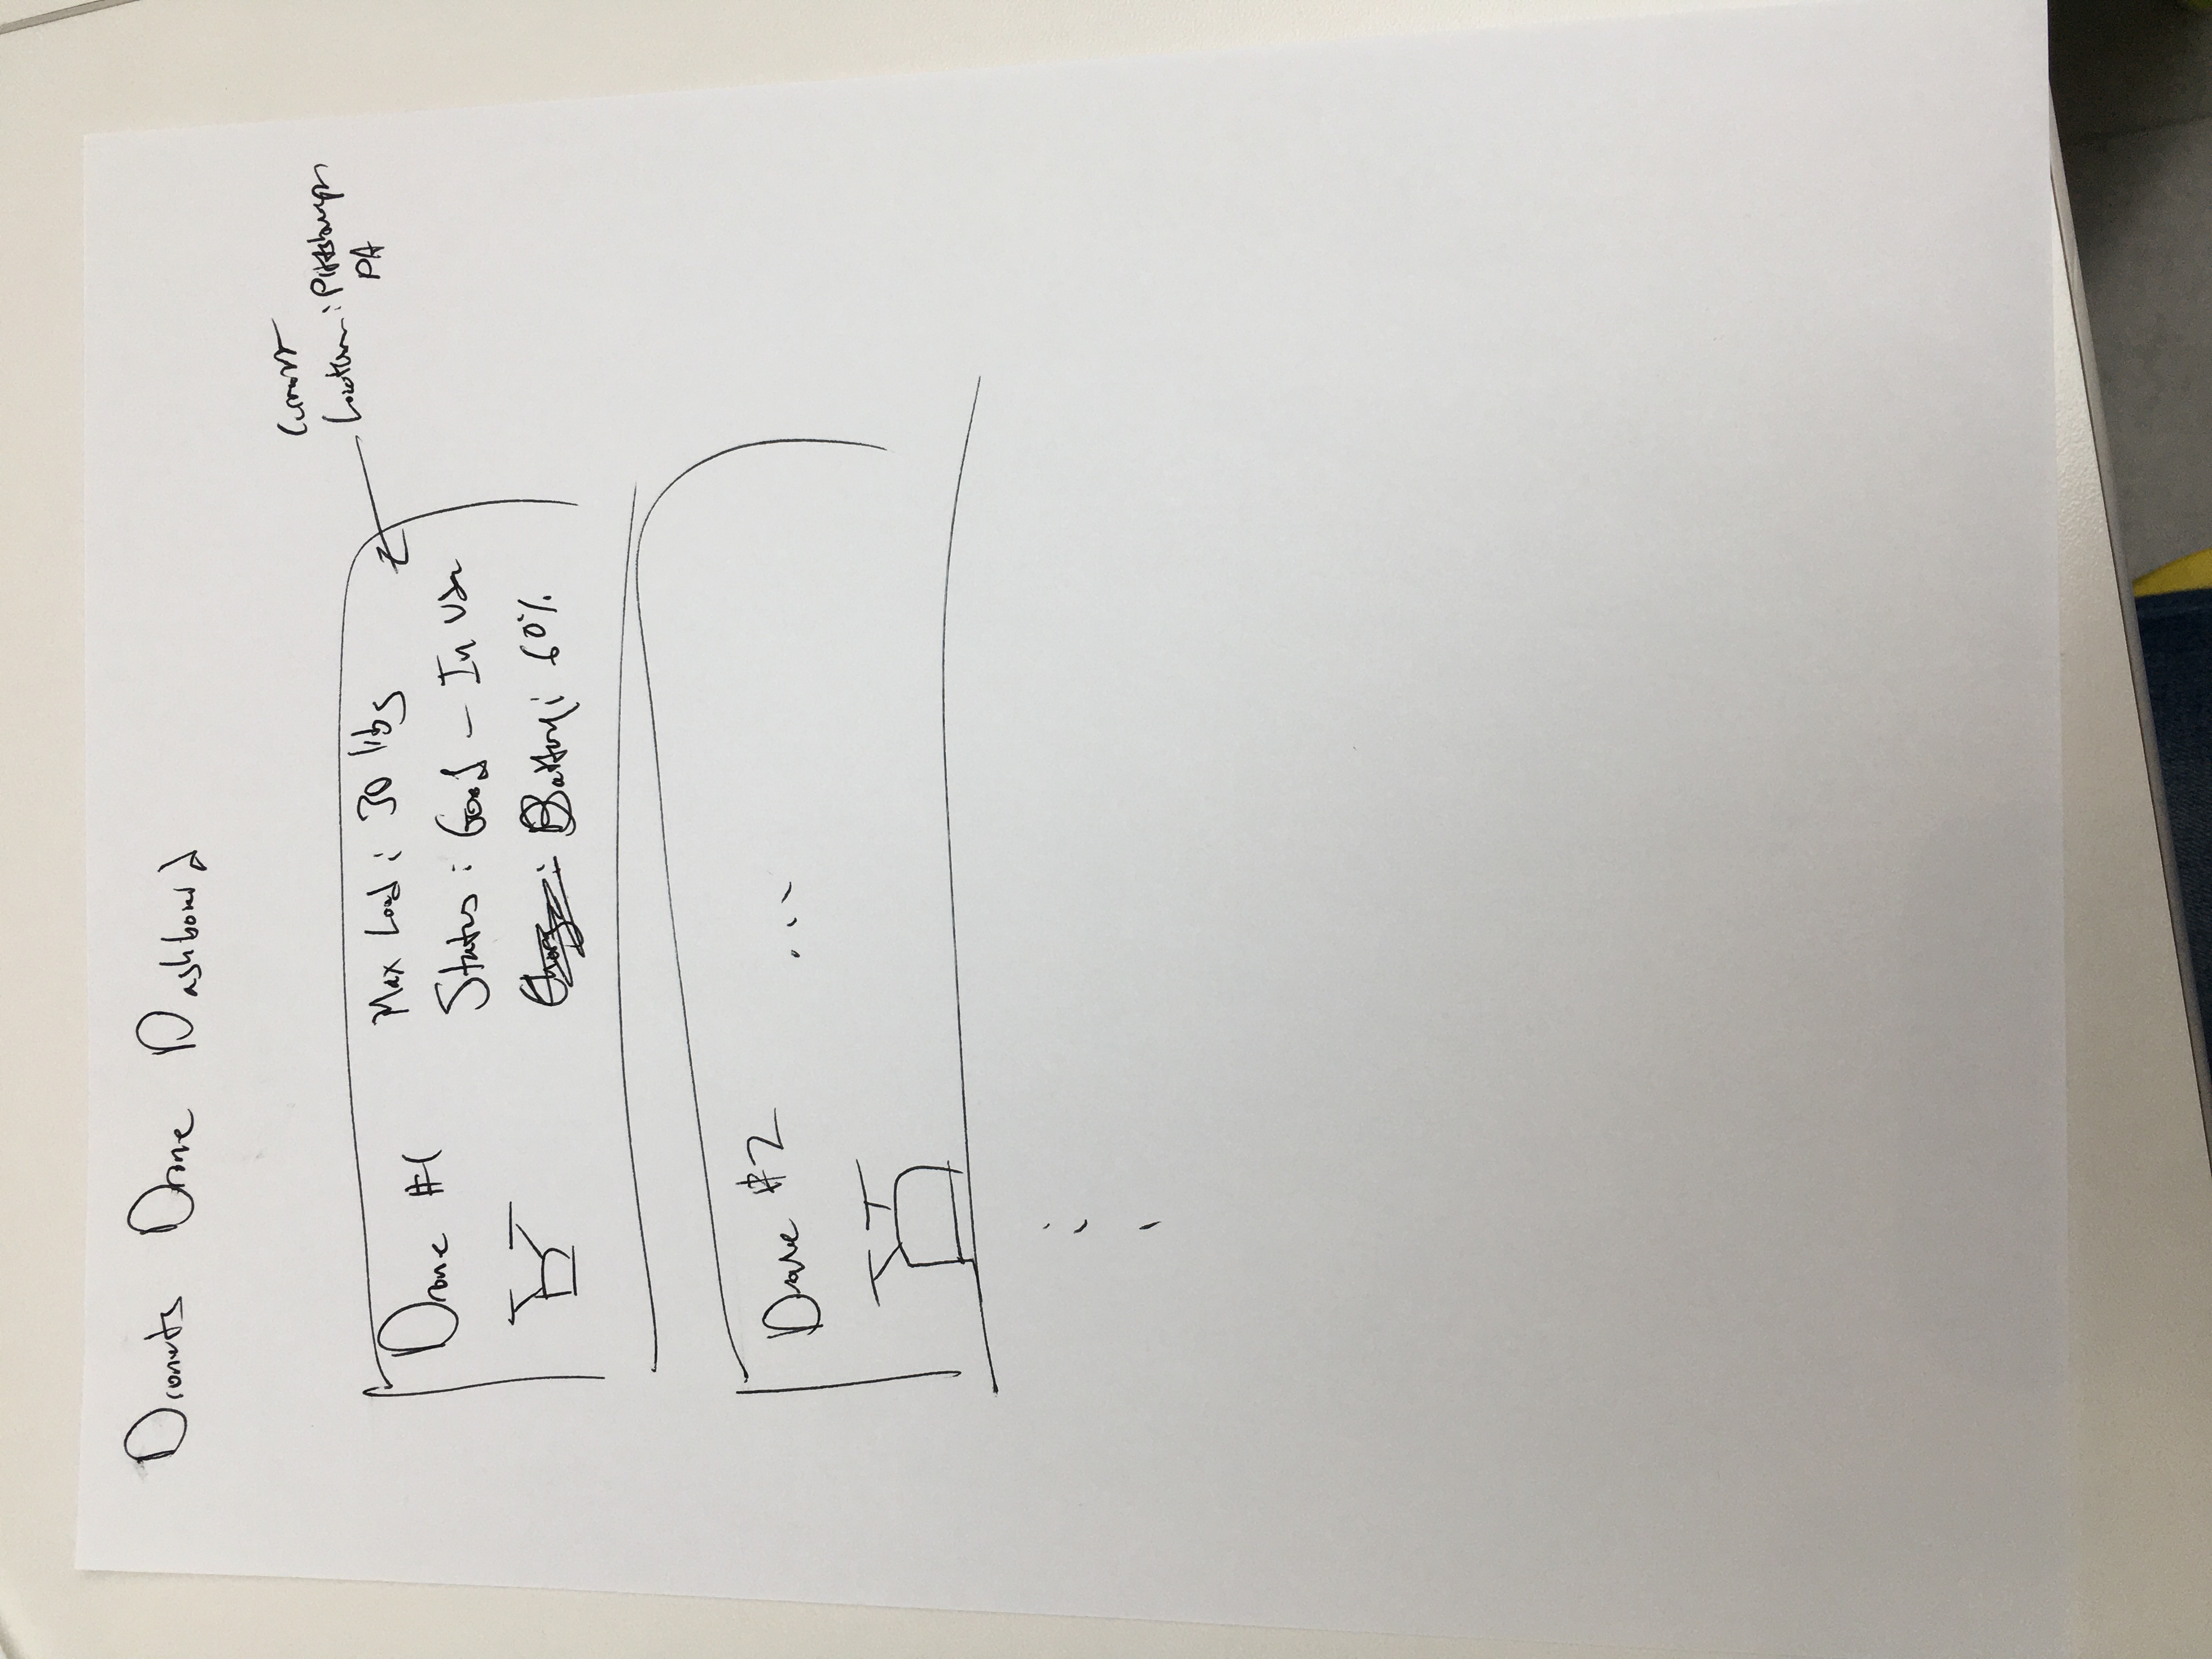 Dronuts Drone Dashboard
Current
Location: Pittsburgh
PA
Drone #1
Max Load: 30 lbs
Status: Good - In Use
Battery: 60%
Drone #2
...